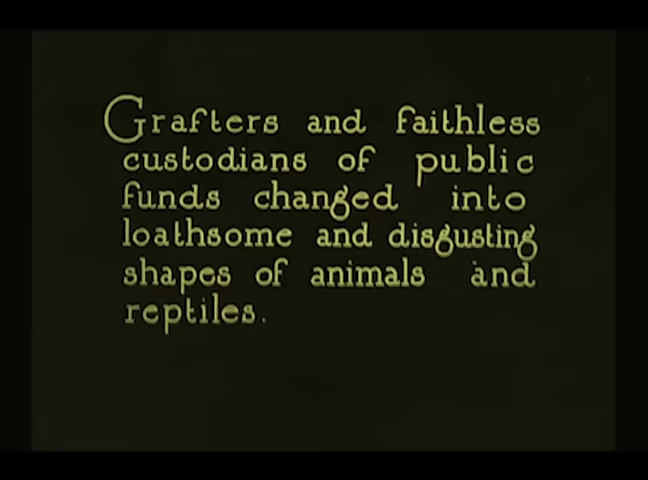 Grafters and faithless
custodians of public
funds changed into
loathsome and disgusting
shapes of animals and
reptiles.